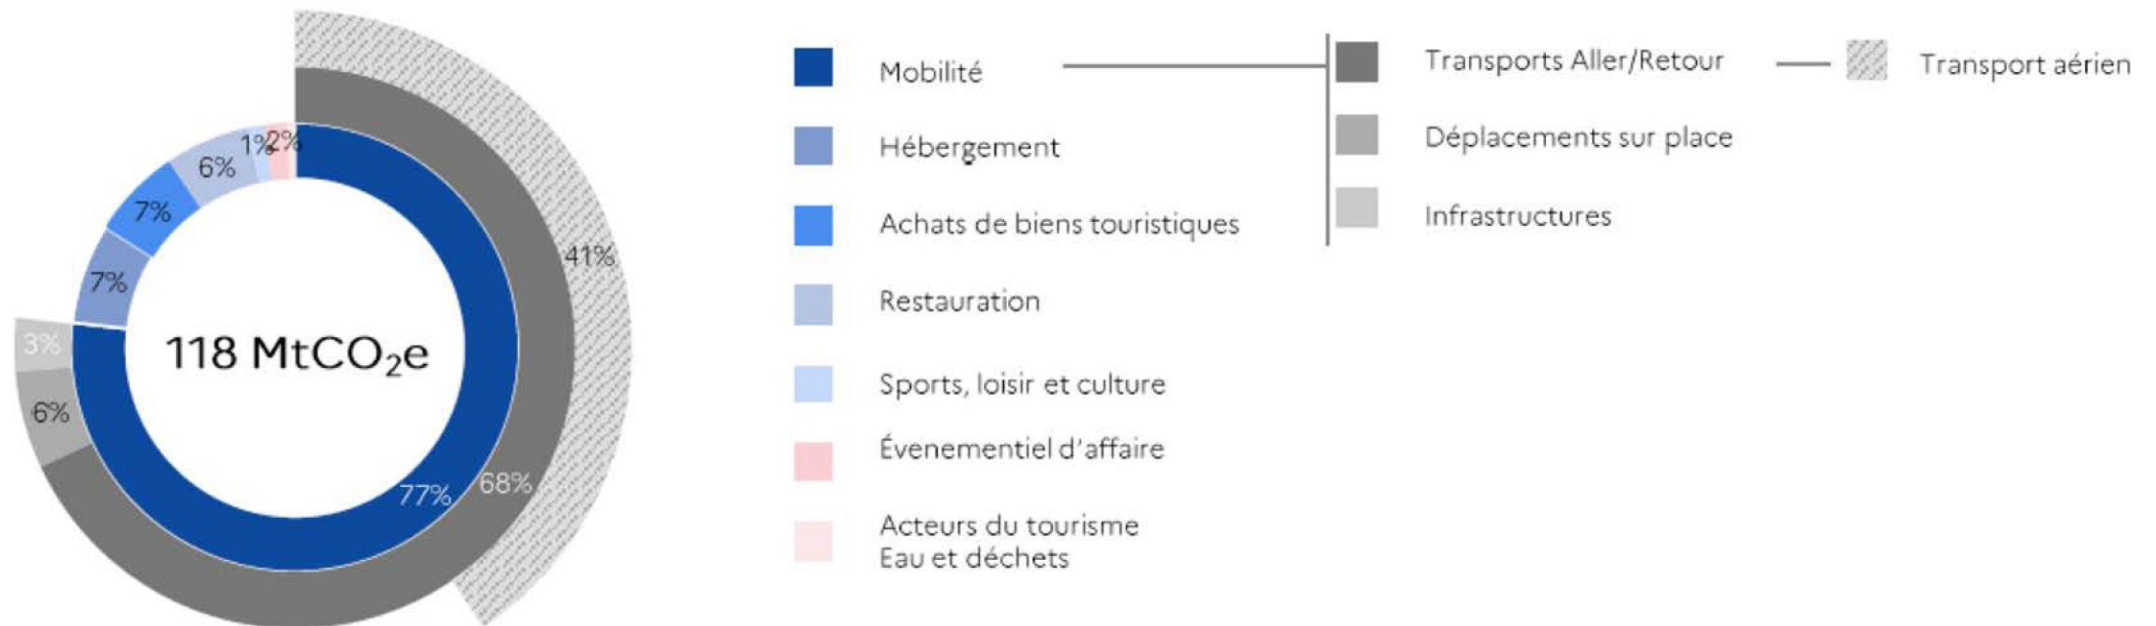 118 MtCO₂e
77%
68%
41%
6%
3%
7%
7%
6%
1%
2%
Mobilité
Hébergement
Achats de biens touristiques
Restauration
Sports, loisir et culture
Évenementiel d'affaire
Acteurs du tourisme
Eau et déchets
Transports Aller/Retour
Déplacements sur place
Infrastructures
Transport aérien